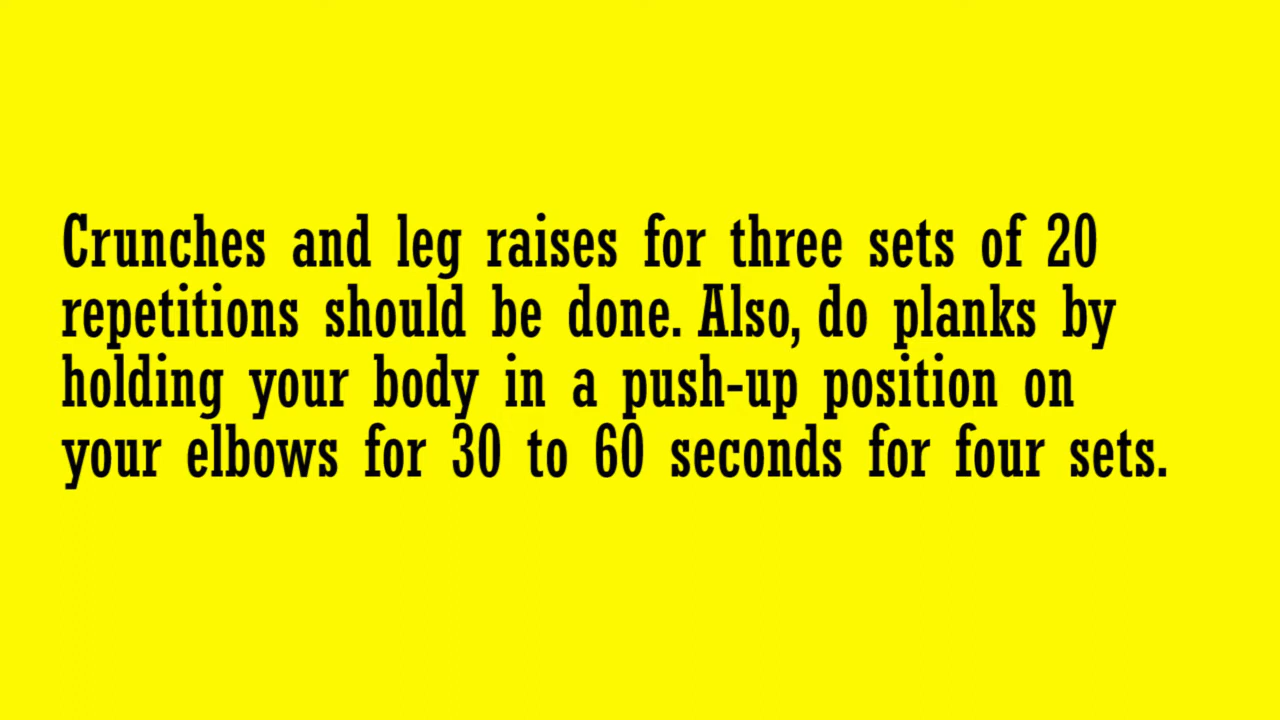 Crunches and leg raises for three sets of 20
repetitions should be done. Also, do planks by
holding your body in a push-up position on
your elbows for 30 to 60 seconds for four sets.